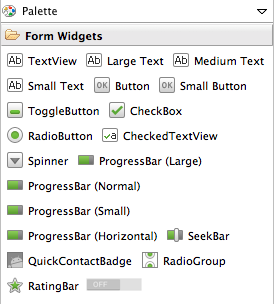 Palette
Form Widgets
Ab TextView Ab Large Text Ab Medium Text
Ab Small Text OK Button OK Small Button
ToggleButton CheckBox
RadioButton a CheckedTextView
Spinner ProgressBar (Large)
ProgressBar (Normal)
ProgressBar (Small)
ProgressBar (Horizontal) SeekBar
QuickContactBadge RadioGroup
RatingBar OFF